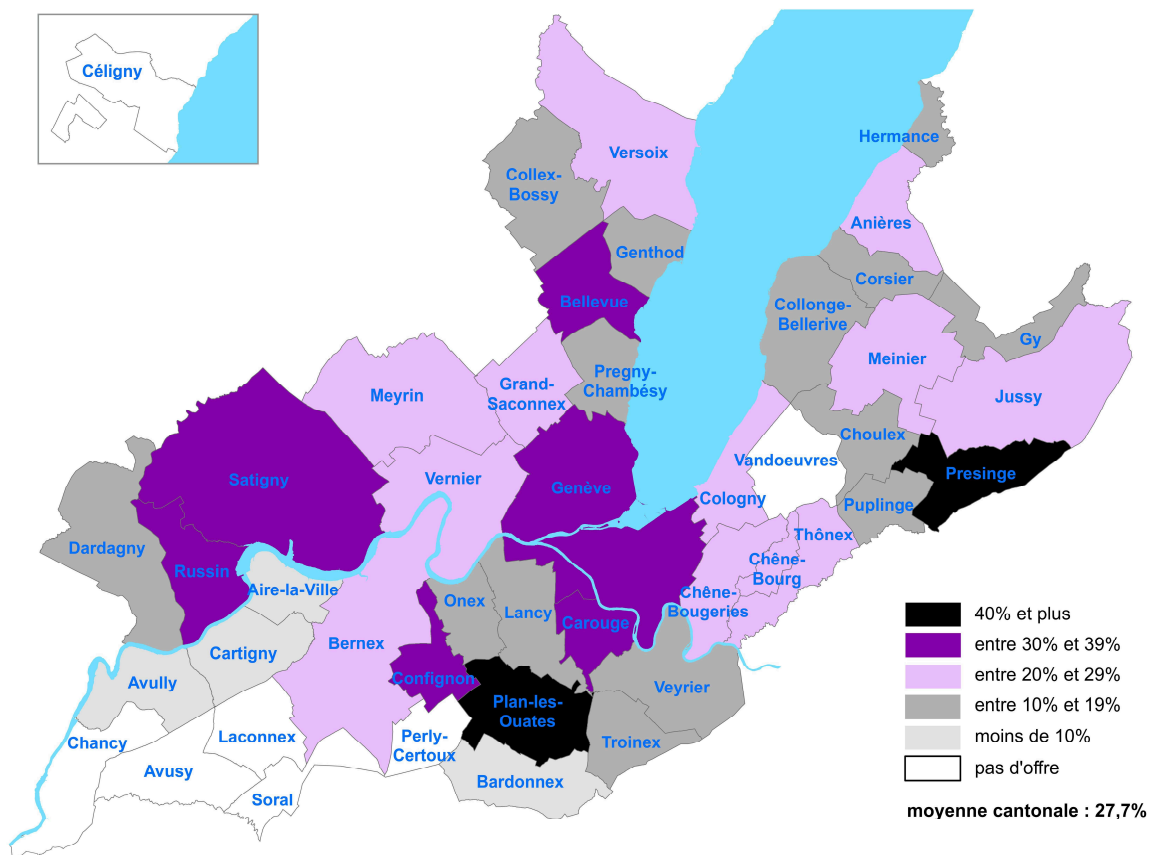 Céligny
Hermance
Versoix
Collex-
Bossy
Anières
Genthod
Corsier
Bellevue
Collonge-
Bellerive
Gy
Meinier
Pregny-
Chambésy
Grand-
Saconnex
Meyrin
Jussy
Choulex
Vandoeuvres
Presinge
Satigny
Vernier
Genève
Cologny
Puplinge
Thônex
Dardagny
Chêne-
Bourg
Russin
Aire-la-Ville
Chêne-
Bougeries
Onex
Lancy
Carouge
Bernex
Cartigny
Confignon
Avully
Veyrier
Plan-les-
Ouates
Chancy
Laconnex
Perly-
Certoux
Troinex
Avusy
Bardonnex
Soral
40% et plus
entre 30% et 39%
entre 20% et 29%
entre 10% et 19%
moins de 10%
pas d'offre
moyenne cantonale : 27,7%